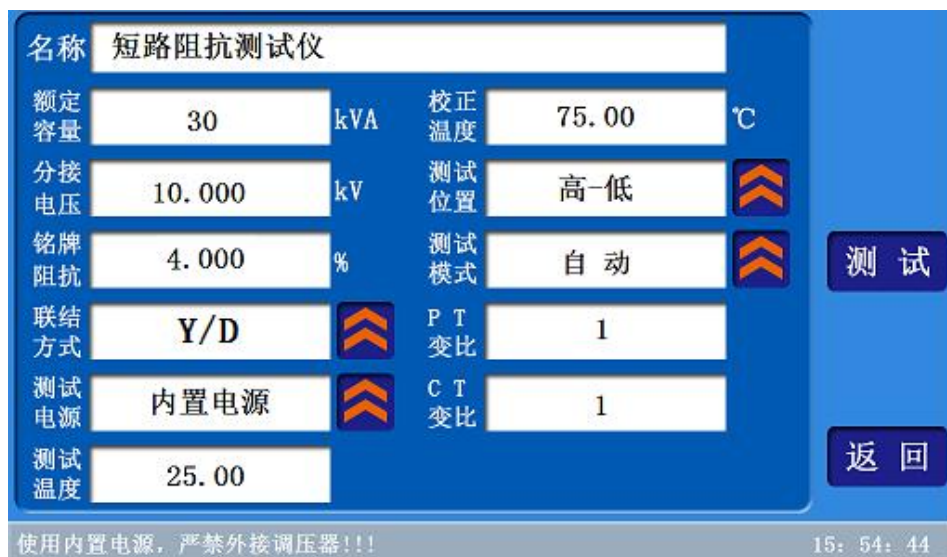 名称 短路阻抗测试仪
额定容量 30 kVA 校正温度 75.00 ℃
分接电压 10.000 kV 测试位置 高-低
铭牌阻抗 4.000 % 测试模式 自 动
测 试
联结方式 Y/D PT变比 1
测试电源 内置电源 CT变比 1
返 回
测试温度 25.00
使用内置电源，严禁外接调压器!!! 15: 54: 44